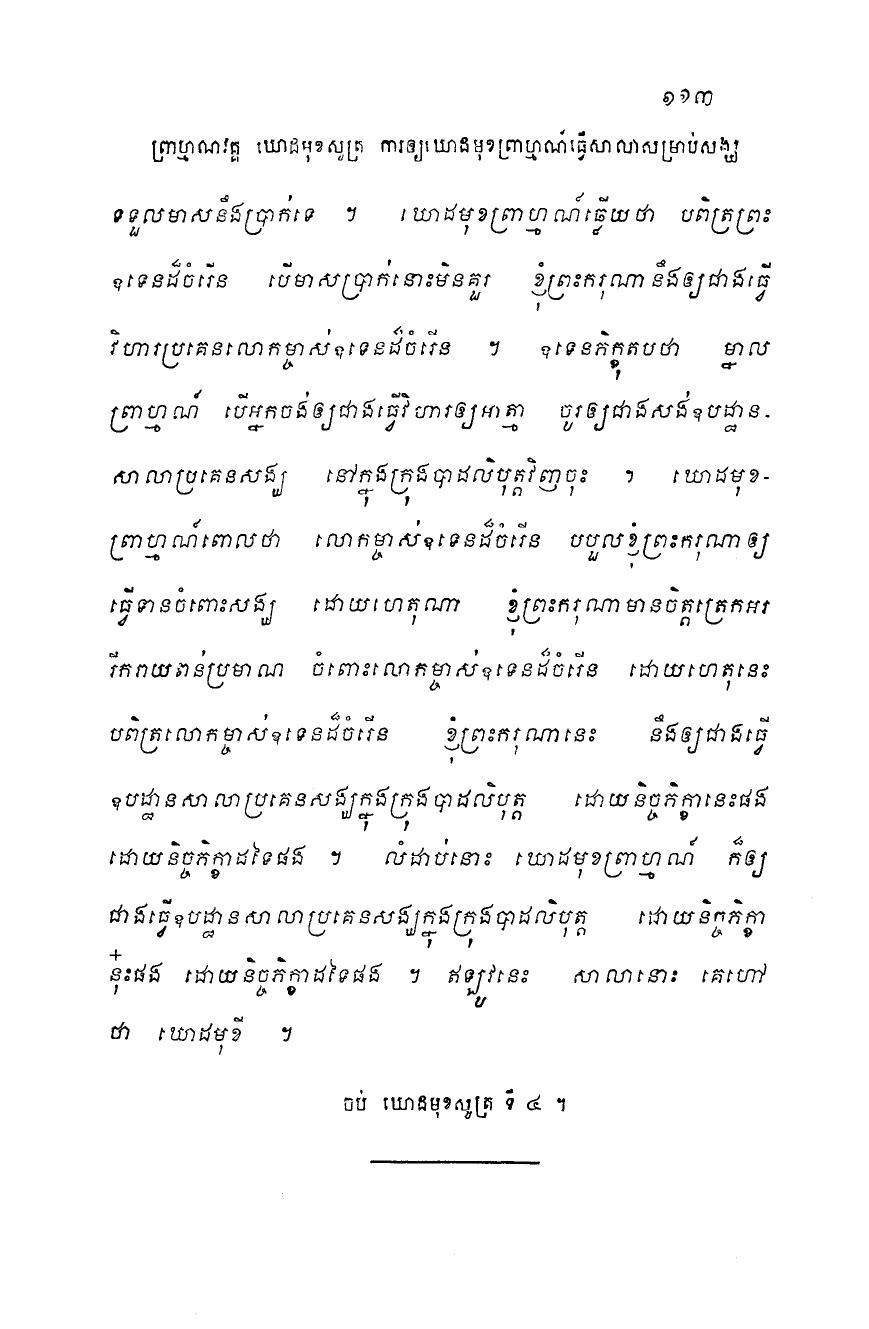 ១១៣
ព្រាហ្មណវគ្គ ឃោដមុខសូត្រ ការឲ្យឃោដមុខព្រាហ្មណ៍ធ្វើសាលាសម្រាប់សង្ឃ
ទទួលមាសនឹងប្រាក់ទេ ។ ឃោដមុខព្រាហ្មណ៍ឆ្លើយថា បពិត្រព្រះ
ឧទេនដ៏ចំរើន បើមាសប្រាក់នោះមិនគួរ ខ្ញុំព្រះករុណានឹងឲ្យជាងធ្វើ
វិហារប្រគេនលោកម្ចាស់ឧទេនដ៏ចំរើន ។ ឧទេនភិក្ខុតបថា ម្នាល
ព្រាហ្មណ៍ បើអ្នកចង់ឲ្យជាងធ្វើវិហារឲ្យអាត្មា ចូរឲ្យជាងសង់ឧបដ្ឋាន-
សាលាប្រគេនសង្ឃ នៅក្នុងក្រុងបាដលិបុត្តវិញចុះ ។ ឃោដមុខ-
ព្រាហ្មណ៍ពោលថា លោកម្ចាស់ឧទេនដ៏ចំរើន បបួលខ្ញុំព្រះករុណាឲ្យ
ធ្វើទានចំពោះសង្ឃ ដោយហេតុណា ខ្ញុំព្រះករុណាមានចិត្តត្រេកអរ
រីករាយពន់ប្រមាណ ចំពោះលោកម្ចាស់ឧទេនដ៏ចំរើន ដោយហេតុនេះ
បពិត្រលោកម្ចាស់ឧទេនដ៏ចំរើន ខ្ញុំព្រះករុណានេះ នឹងឲ្យជាងធ្វើ
ឧបដ្ឋានសាលាប្រគេនសង្ឃក្នុងក្រុងបាដលិបុត្ត ដោយនិច្ចភិក្ខានេះផង
ដោយនិច្ចភិក្ខាដទៃផង ។ លំដាប់នោះ ឃោដមុខព្រាហ្មណ៍ ក៏ឲ្យ
ជាងធ្វើឧបដ្ឋានសាលាប្រគេនសង្ឃក្នុងក្រុងបាដលិបុត្ត ដោយនិច្ចភិក្ខា
នុ៎ះផង ដោយនិច្ចភិក្ខាដទៃផង ។ ឥឡូវនេះ សាលានោះ គេហៅ
ថា ឃោដមុខី ។
ចប់ ឃោដមុខសូត្រ ទី ៤ ។